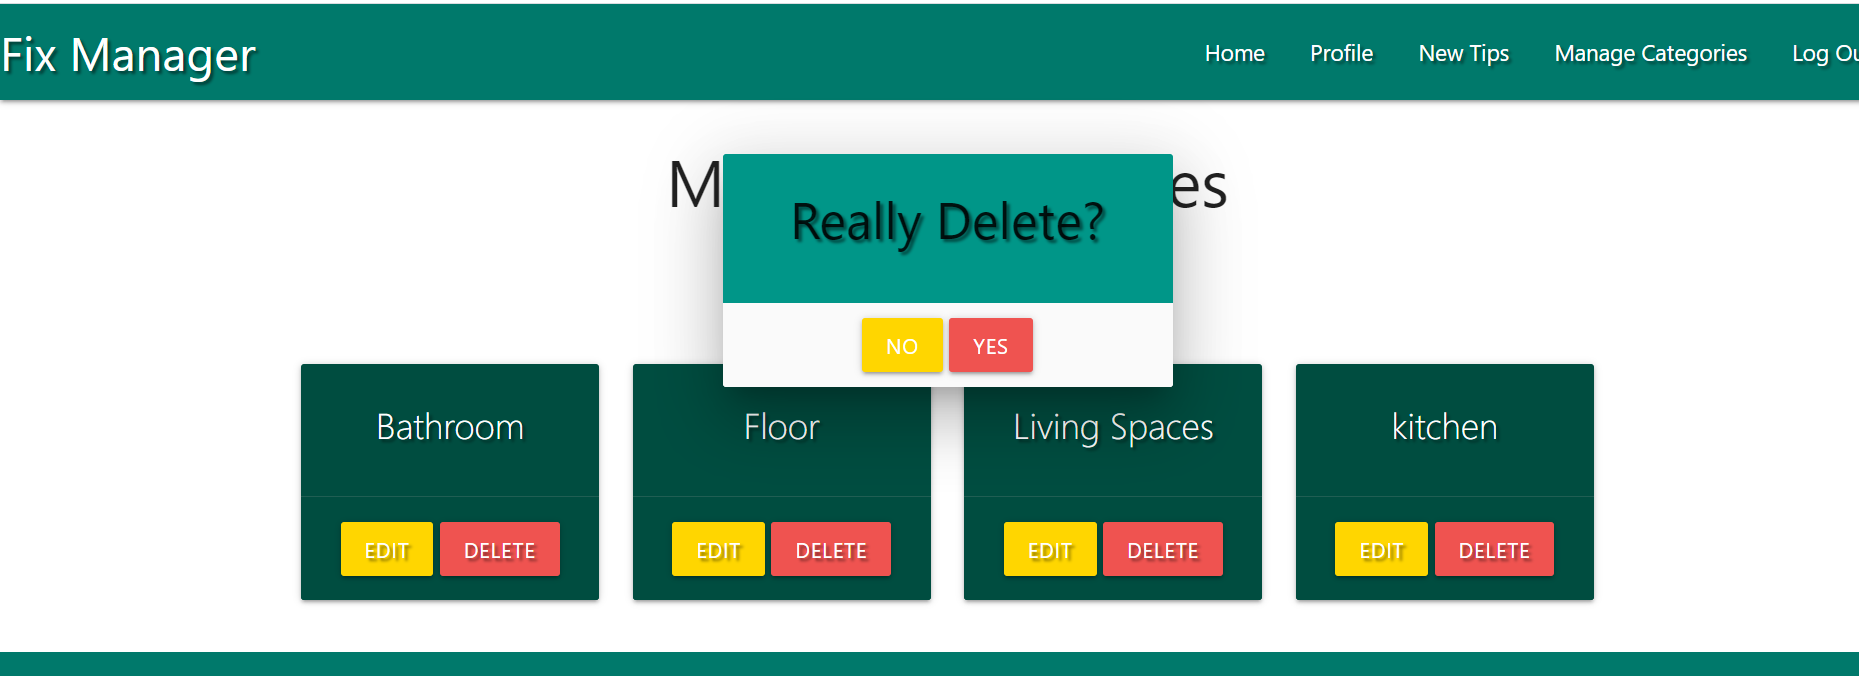 Fix Manager
Home Profile New Tips Manage Categories Log Ou
M es
Really Delete?
NO YES
Bathroom Floor Living Spaces kitchen
EDIT DELETE EDIT DELETE EDIT DELETE EDIT DELETE